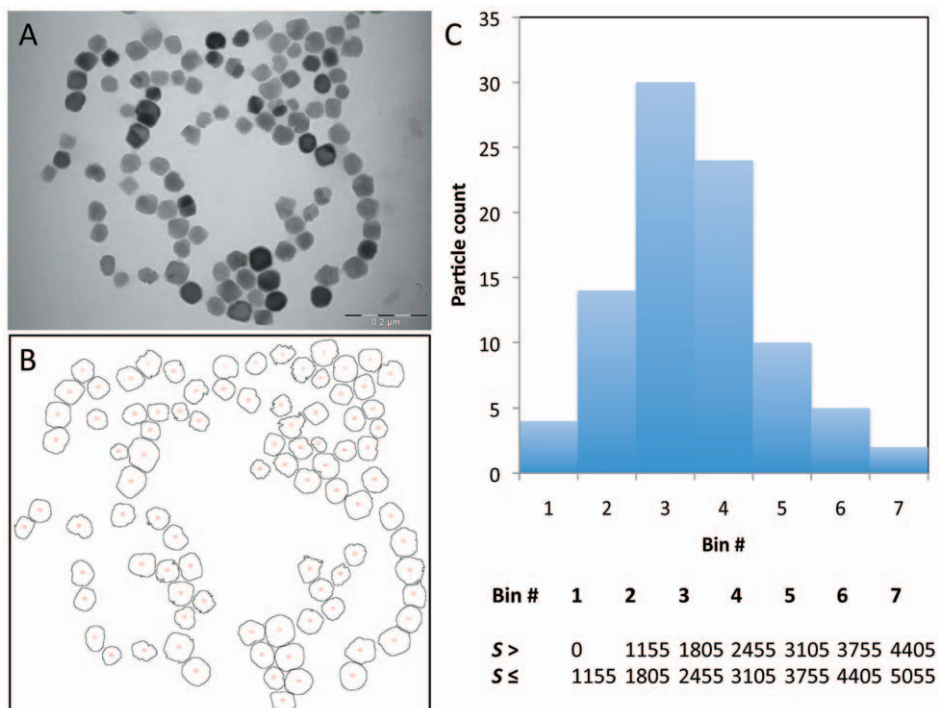 A
0.2 µm
B
C
35
30
25
20
15
10
5
0
Particle count
1 2 3 4 5 6 7
Bin #
Bin # 1 2 3 4 5 6 7
S > 0 1155 1805 2455 3105 3755 4405
S ≤ 1155 1805 2455 3105 3755 4405 5055